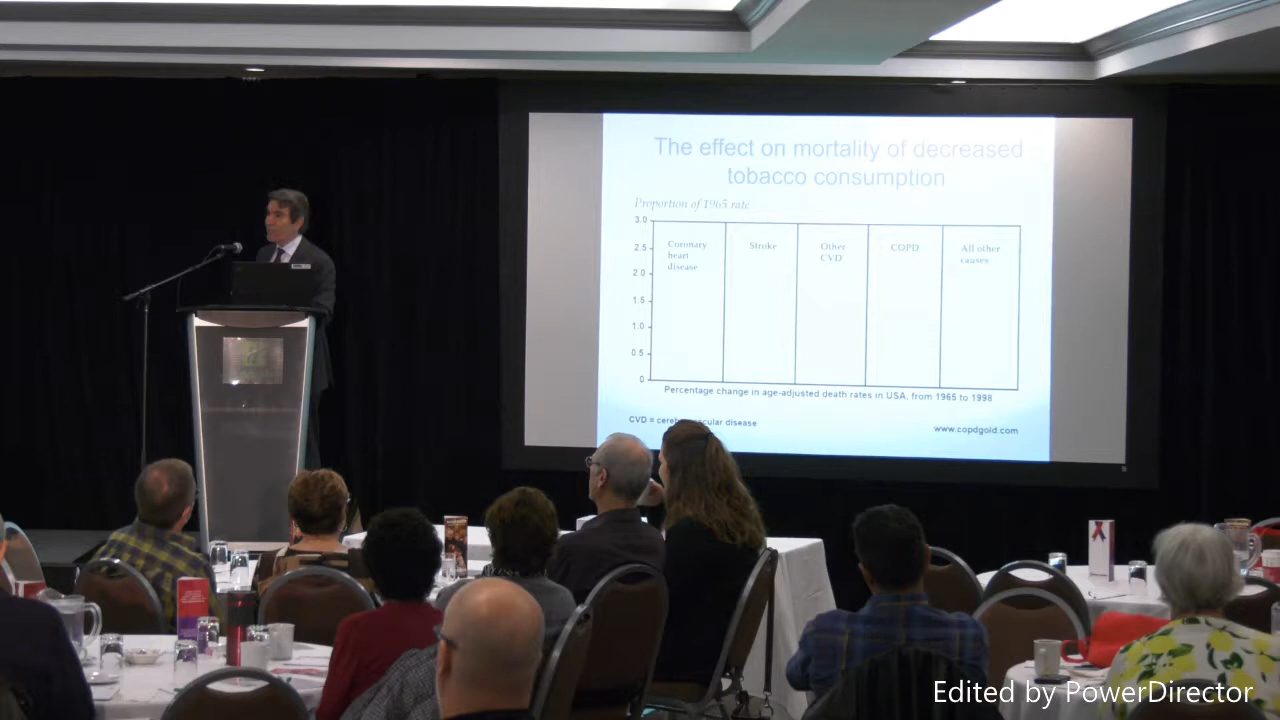 The effect on mortality of decreased
tobacco consumption
Proportion of 1965 rate
3.0
2.5
2.0
1.5
1.0
0.5
0
Coronary
heart
disease
Stroke
Other
CVD
COPD
All other
causes
Percentage change in age-adjusted death rates in USA, from 1965 to 1998
CVD = disease
www.copdgold.com
Edited by PowerDirector